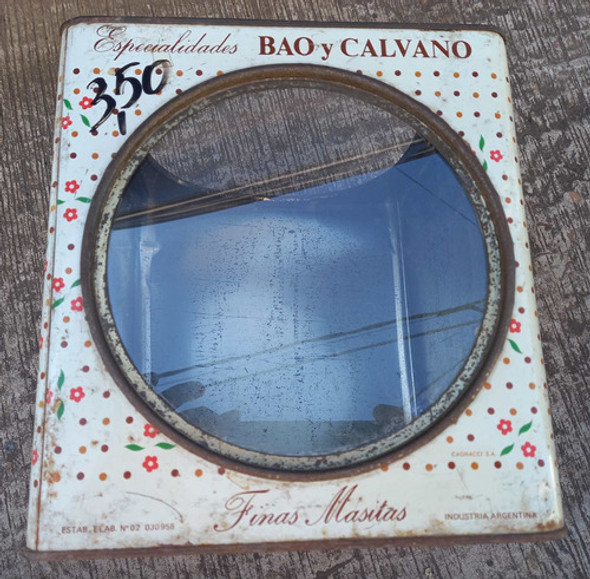 Especialidades BAO y CALVANO
350
ESTAB. ELAB. Nº 02 030958
Finas Masitas
INDUSTRIA ARGENTINA